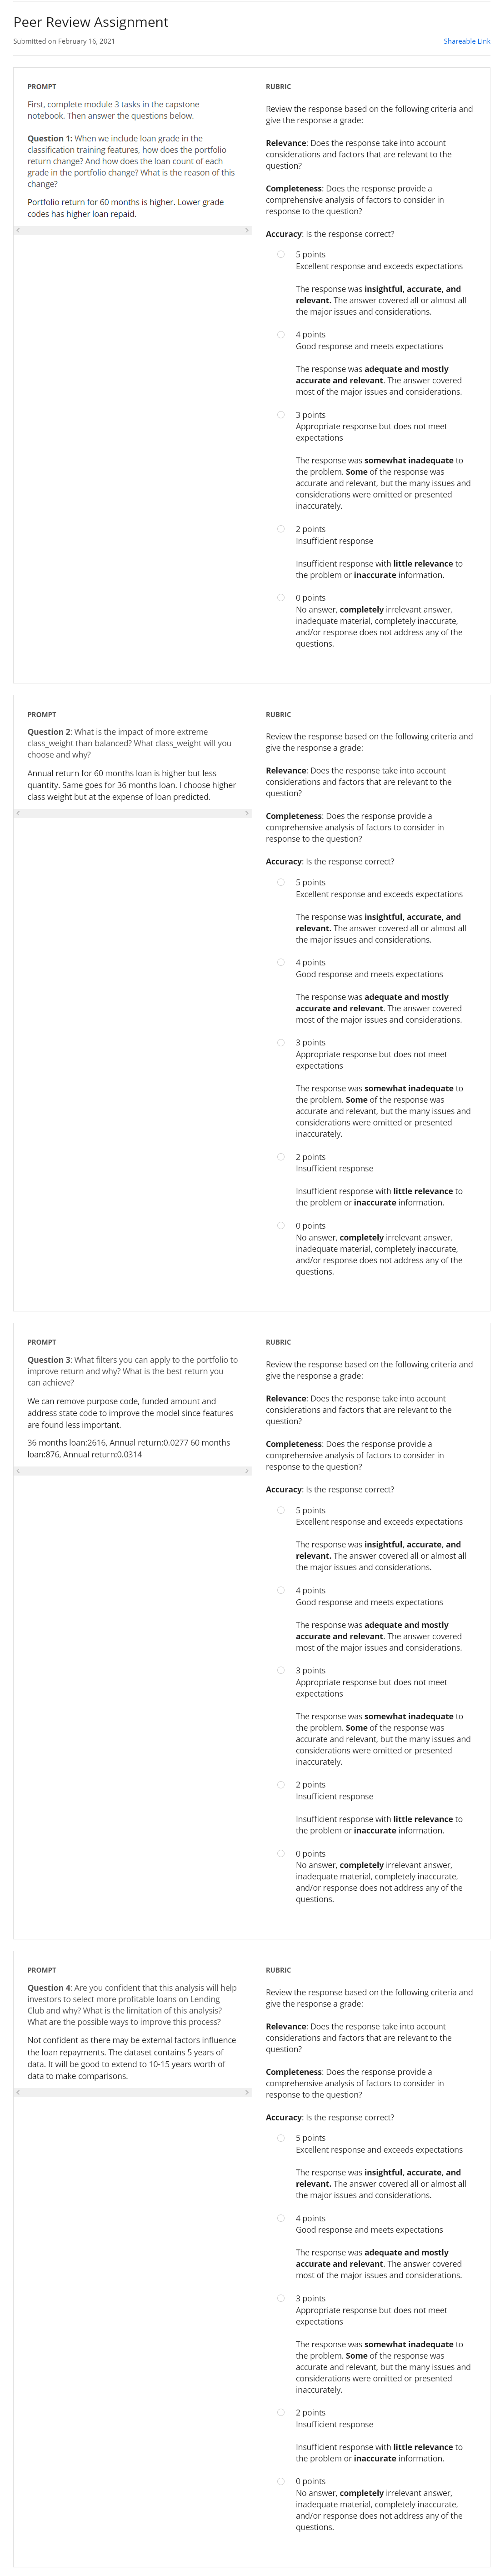 Peer Review Assignment
Submitted on February 16, 2021
Shareable Link
PROMPT
First, complete module 3 tasks in the capstone
notebook. Then answer the questions below.
Question 1: When we include loan grade in the
classification training features, how does the portfolio
return change? And how does the loan count of each
grade in the portfolio change? What is the reason of this
change?
Portfolio return for 60 months is higher. Lower grade
codes has higher loan repaid.
RUBRIC
Review the response based on the following criteria and
give the response a grade:
Relevance: Does the response take into account
considerations and factors that are relevant to the
question?
Completeness: Does the response provide a
comprehensive analysis of factors to consider in
response to the question?
Accuracy: Is the response correct?
5 points
Excellent response and exceeds expectations
The response was insightful, accurate, and
relevant. The answer covered all or almost all
the major issues and considerations.
4 points
Good response and meets expectations
The response was adequate and mostly
accurate and relevant. The answer covered
most of the major issues and considerations.
3 points
Appropriate response but does not meet
expectations
The response was somewhat inadequate to
the problem. Some of the response was
accurate and relevant, but the many issues and
considerations were omitted or presented
inaccurately.
2 points
Insufficient response
Insufficient response with little relevance to
the problem or inaccurate information.
0 points
No answer, completely irrelevant answer,
inadequate material, completely inaccurate,
and/or response does not address any of the
questions.
PROMPT
Question 2: What is the impact of more extreme
class_weight than balanced? What class_weight will you
choose and why?
Annual return for 60 months loan is higher but less
quantity. Same goes for 36 months loan. I choose higher
class weight but at the expense of loan predicted.
RUBRIC
Review the response based on the following criteria and
give the response a grade:
Relevance: Does the response take into account
considerations and factors that are relevant to the
question?
Completeness: Does the response provide a
comprehensive analysis of factors to consider in
response to the question?
Accuracy: Is the response correct?
5 points
Excellent response and exceeds expectations
The response was insightful, accurate, and
relevant. The answer covered all or almost all
the major issues and considerations.
4 points
Good response and meets expectations
The response was adequate and mostly
accurate and relevant. The answer covered
most of the major issues and considerations.
3 points
Appropriate response but does not meet
expectations
The response was somewhat inadequate to
the problem. Some of the response was
accurate and relevant, but the many issues and
considerations were omitted or presented
inaccurately.
2 points
Insufficient response
Insufficient response with little relevance to
the problem or inaccurate information.
0 points
No answer, completely irrelevant answer,
inadequate material, completely inaccurate,
and/or response does not address any of the
questions.
PROMPT
Question 3: What filters you can apply to the portfolio to
improve return and why? What is the best return you
can achieve?
We can remove purpose code, funded amount and
address state code to improve the model since features
are found less important.
36 months loan:2616, Annual return:0.0277 60 months
loan:876, Annual return:0.0314
RUBRIC
Review the response based on the following criteria and
give the response a grade:
Relevance: Does the response take into account
considerations and factors that are relevant to the
question?
Completeness: Does the response provide a
comprehensive analysis of factors to consider in
response to the question?
Accuracy: Is the response correct?
5 points
Excellent response and exceeds expectations
The response was insightful, accurate, and
relevant. The answer covered all or almost all
the major issues and considerations.
4 points
Good response and meets expectations
The response was adequate and mostly
accurate and relevant. The answer covered
most of the major issues and considerations.
3 points
Appropriate response but does not meet
expectations
The response was somewhat inadequate to
the problem. Some of the response was
accurate and relevant, but the many issues and
considerations were omitted or presented
inaccurately.
2 points
Insufficient response
Insufficient response with little relevance to
the problem or inaccurate information.
0 points
No answer, completely irrelevant answer,
inadequate material, completely inaccurate,
and/or response does not address any of the
questions.
PROMPT
Question 4: Are you confident that this analysis will help
investors to select more profitable loans on Lending
Club and why? What is the limitation of this analysis?
What are the possible ways to improve this process?
Not confident as there may be external factors influence
the loan repayments. The dataset contains 5 years of
data. It will be good to extend to 10-15 years worth of
data to make comparisons.
RUBRIC
Review the response based on the following criteria and
give the response a grade:
Relevance: Does the response take into account
considerations and factors that are relevant to the
question?
Completeness: Does the response provide a
comprehensive analysis of factors to consider in
response to the question?
Accuracy: Is the response correct?
5 points
Excellent response and exceeds expectations
The response was insightful, accurate, and
relevant. The answer covered all or almost all
the major issues and considerations.
4 points
Good response and meets expectations
The response was adequate and mostly
accurate and relevant. The answer covered
most of the major issues and considerations.
3 points
Appropriate response but does not meet
expectations
The response was somewhat inadequate to
the problem. Some of the response was
accurate and relevant, but the many issues and
considerations were omitted or presented
inaccurately.
2 points
Insufficient response
Insufficient response with little relevance to
the problem or inaccurate information.
0 points
No answer, completely irrelevant answer,
inadequate material, completely inaccurate,
and/or response does not address any of the
questions.